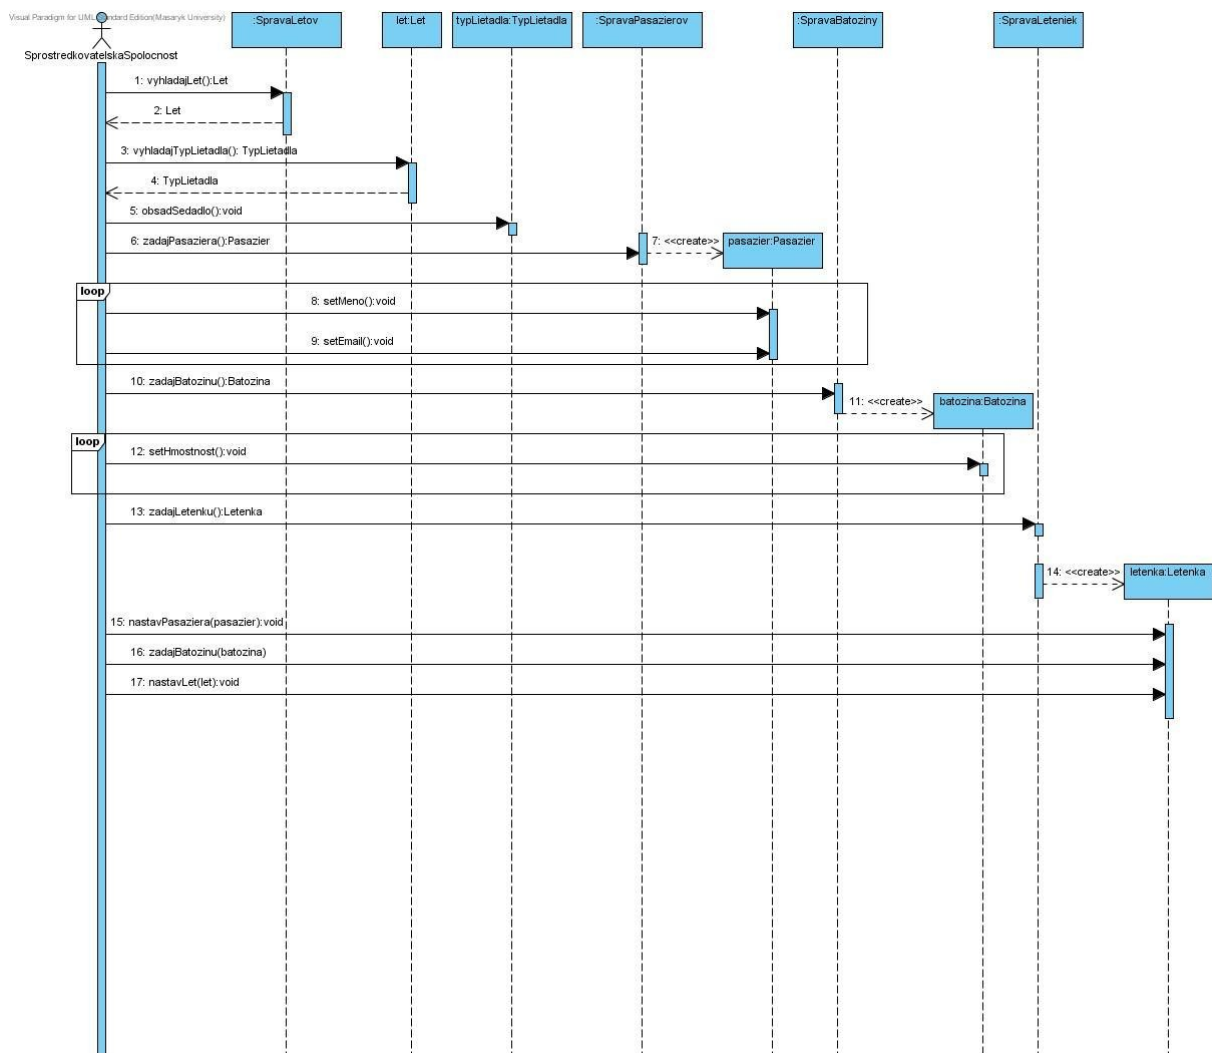 Visual Paradigm for UML Standard Edition(Masaryk University)
:SpravaLetov
let:Let
typLietadla:TypLietadla
:SpravaPasazierov
:SpravaBatoziny
:SpravaLeteniek
SprostredkovatelskaSpolocnost
1: vyhladajLet():Let
2: Let
3: vyhladajTypLietadla(): TypLietadla
4: TypLietadla
5: obsadSedadlo():void
6: zadajPasaziera():Pasazier
7: <<create>>
pasazier:Pasazier
loop
8: setMeno():void
9: setEmail():void
10: zadajBatozinu():Batozina
11: <<create>>
batozina:Batozina
loop
12: setHmostnost():void
13: zadajLetenku():Letenka
14: <<create>>
letenka:Letenka
15: nastavPasaziera(pasazier):void
16: zadajBatozinu(batozina)
17: nastavLet(let):void